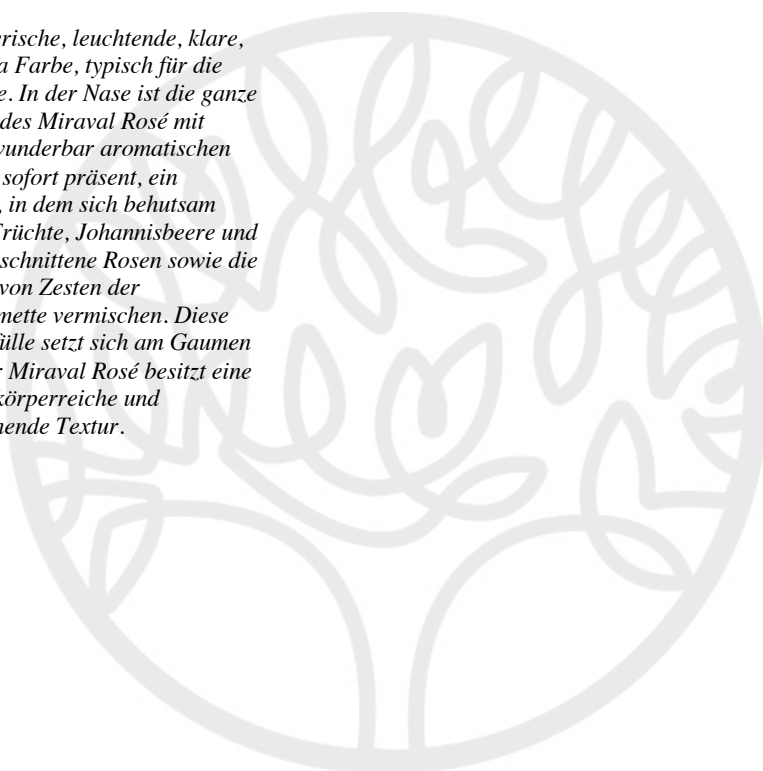 rische, leuchtende, klare,
a Farbe, typisch für die
e. In der Nase ist die ganze
des Miraval Rosé mit
wunderbar aromatischen
sofort präsent, ein
, in dem sich behutsam
Früchte, Johannisbeere und
schnittene Rosen sowie die
von Zesten der
mette vermischen. Diese
ülle setzt sich am Gaumen
r Miraval Rosé besitzt eine
körperreiche und
nende Textur.